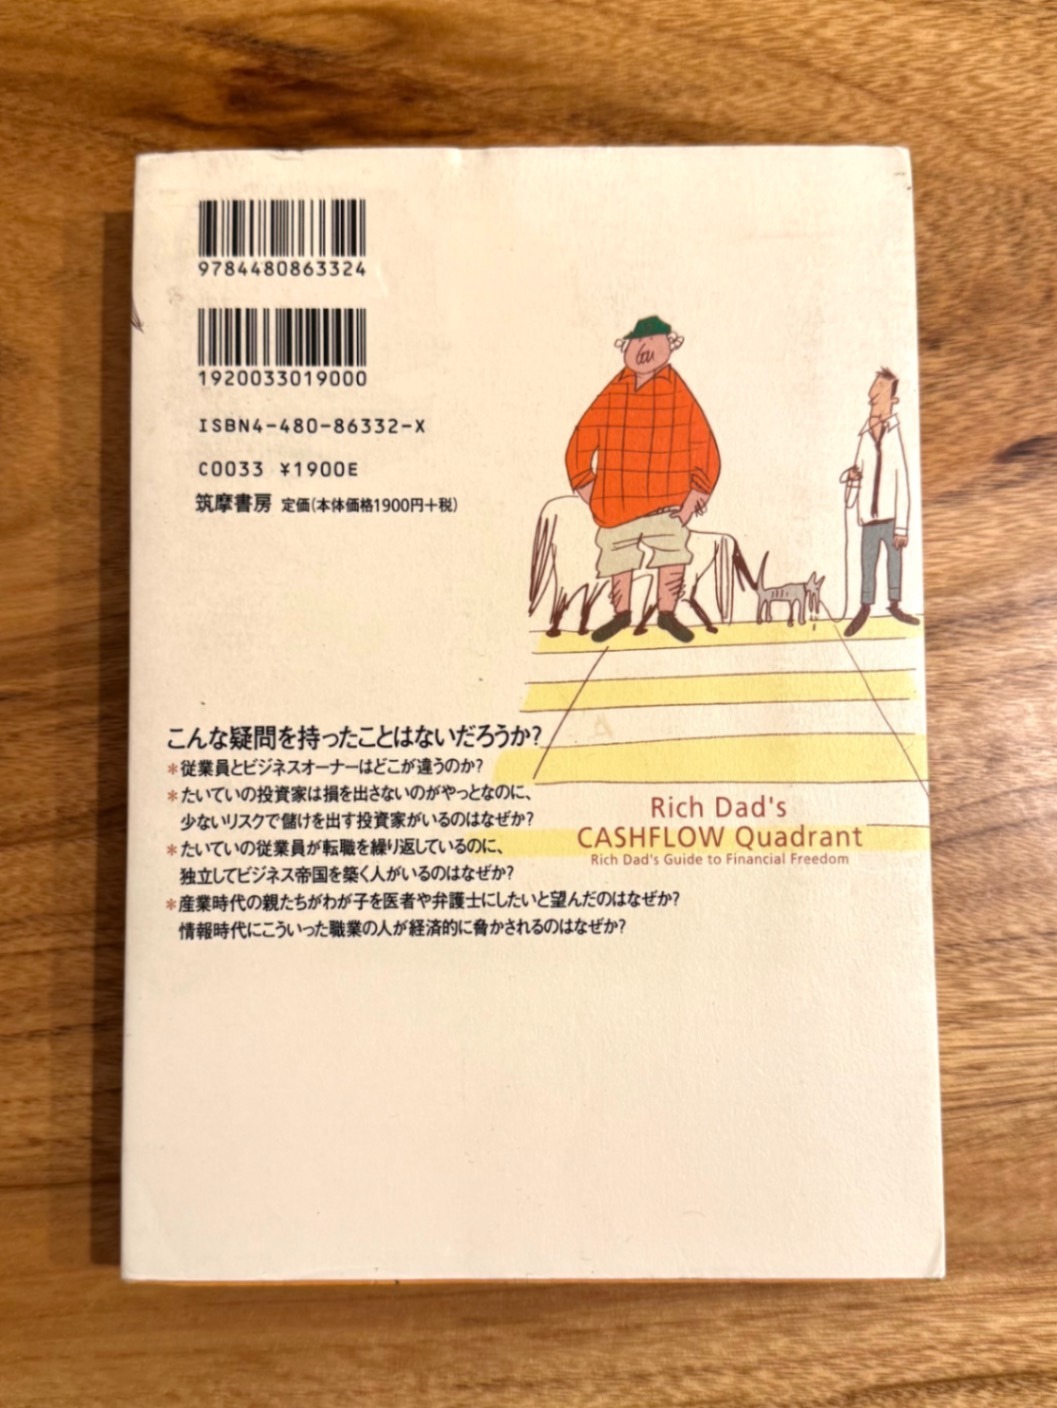 9784480863324
1920033019000
ISBN4-480-86332-X
C0033 ¥1900E
筑摩書房 定価(本体価格1900円+税)
こんな疑問を持ったことはないだろうか?
*従業員とビジネスオーナーはどこが違うのか?
*たいていの投資家は損を出さないのがやっとなのに、
少ないリスクで儲けを出す投資家がいるのはなぜか?
*たいていの従業員が転職を繰り返しているのに、
独立してビジネス帝国を築く人がいるのはなぜか?
*産業時代の親たちがわが子を医者や弁護士にしたいと望んだのはなぜか?
情報時代にこういった職業の人が経済的に脅かされるのはなぜか?
Rich Dad's
CASHFLOW Quadrant
Rich Dad's Guide to Financial Freedom